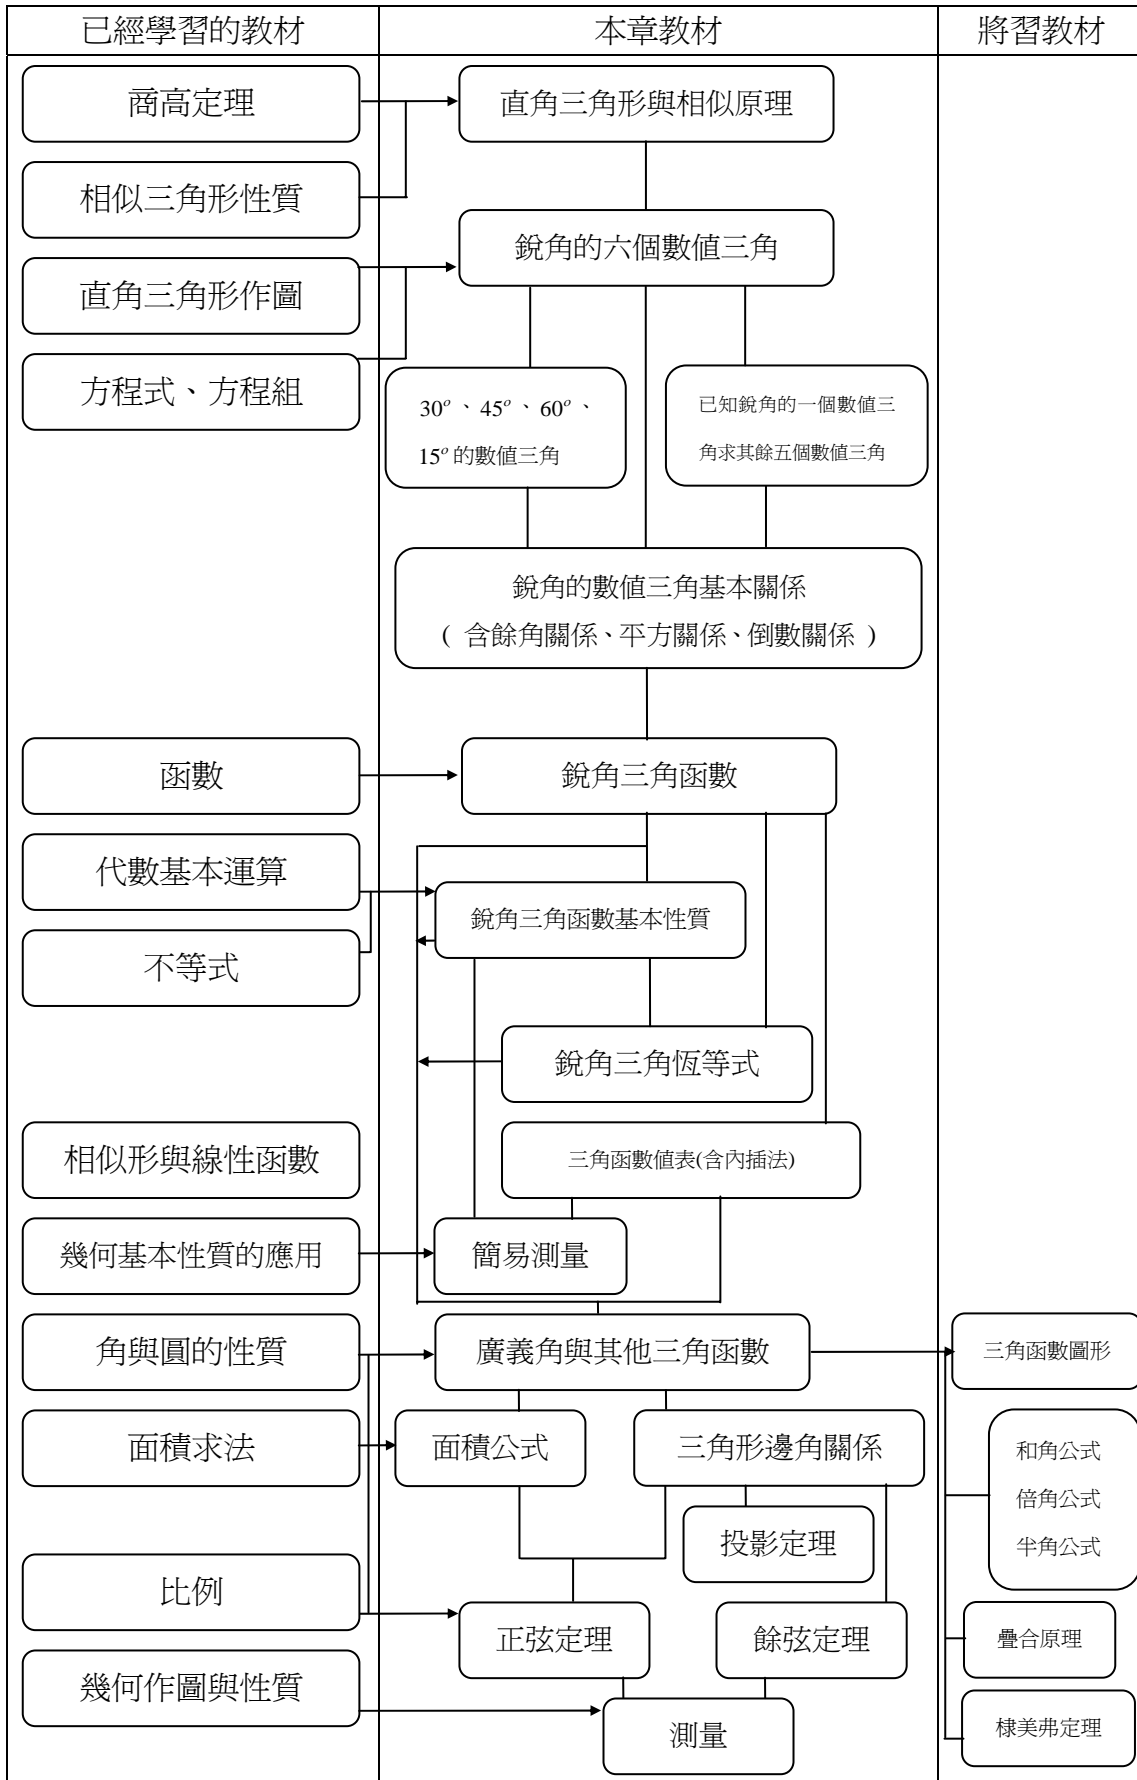 已經學習的教材
本章教材
將習教材
商高定理
直角三角形與相似原理
相似三角形性質
銳角的六個數值三角
直角三角形作圖
方程式、方程組
30°、45°、60°、
15°的數值三角
已知銳角的一個數值三
角求其餘五個數值三角
銳角的數值三角基本關係
( 含餘角關係、平方關係、倒數關係 )
函數
銳角三角函數
代數基本運算
銳角三角函數基本性質
不等式
銳角三角恆等式
相似形與線性函數
三角函數值表(含內插法)
幾何基本性質的應用
簡易測量
角與圓的性質
廣義角與其他三角函數
三角函數圖形
面積求法
面積公式
三角形邊角關係
和角公式
倍角公式
半角公式
投影定理
比例
正弦定理
餘弦定理
疊合原理
幾何作圖與性質
測量
棣美弗定理